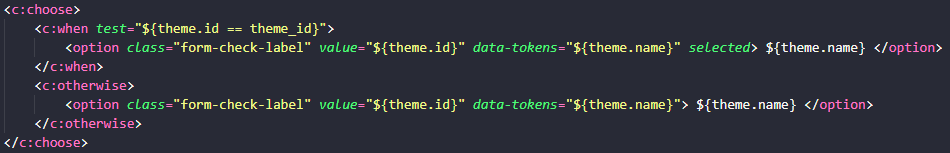 <c:choose>
<c:when test="${theme.id == theme_id}">
<option class="form-check-label" value="${theme.id}" data-tokens="${theme.name}" selected> ${theme.name} </option>
</c:when>
<c:otherwise>
<option class="form-check-label" value="${theme.id}" data-tokens="${theme.name}"> ${theme.name} </option>
</c:otherwise>
</c:choose>